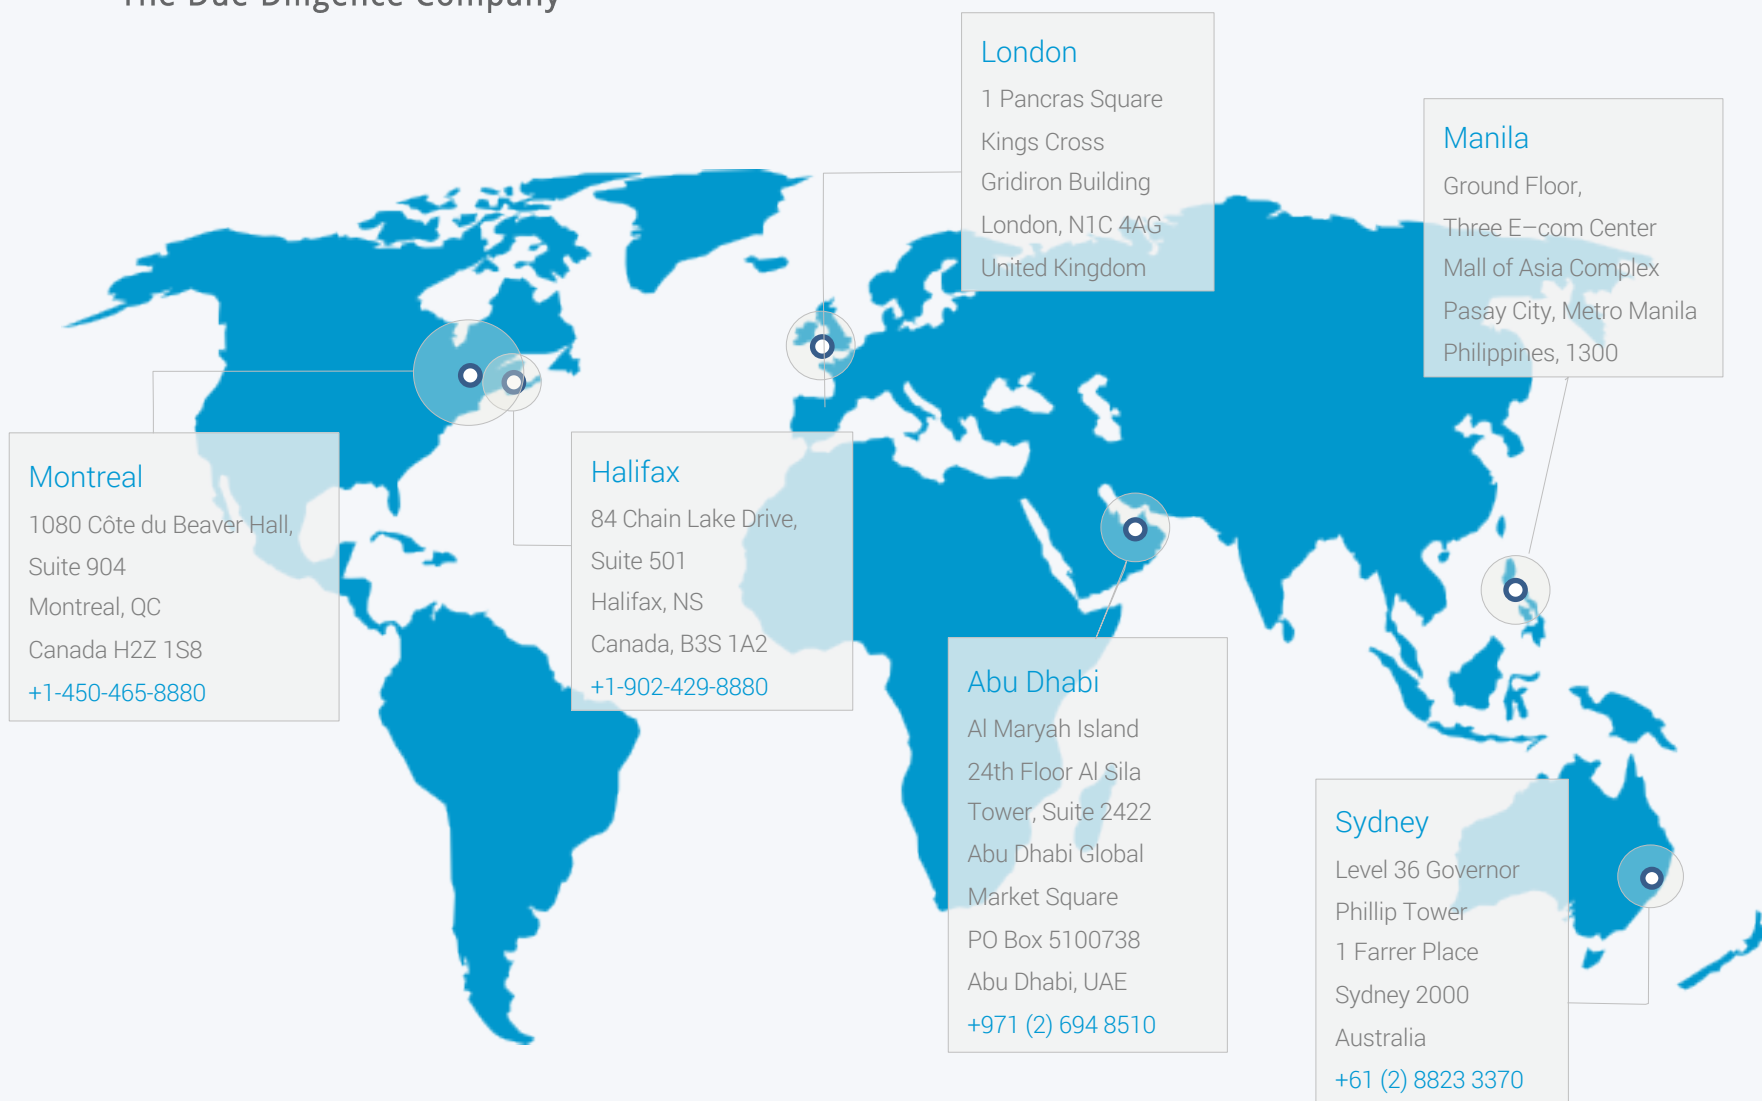 The Due Diligence Company
London
1 Pancras Square
Kings Cross
Gridiron Building
London, N1C 4AG
United Kingdom
Manila
Ground Floor,
Three E–com Center
Mall of Asia Complex
Pasay City, Metro Manila
Philippines, 1300
Montreal
1080 Côte du Beaver Hall,
Suite 904
Montreal, QC
Canada H2Z 1S8
+1-450-465-8880
Halifax
84 Chain Lake Drive,
Suite 501
Halifax, NS
Canada, B3S 1A2
+1-902-429-8880
Abu Dhabi
Al Maryah Island
24th Floor Al Sila
Tower, Suite 2422
Abu Dhabi Global
Market Square
PO Box 5100738
Abu Dhabi, UAE
+971 (2) 694 8510
Sydney
Level 36 Governor
Phillip Tower
1 Farrer Place
Sydney 2000
Australia
+61 (2) 8823 3370